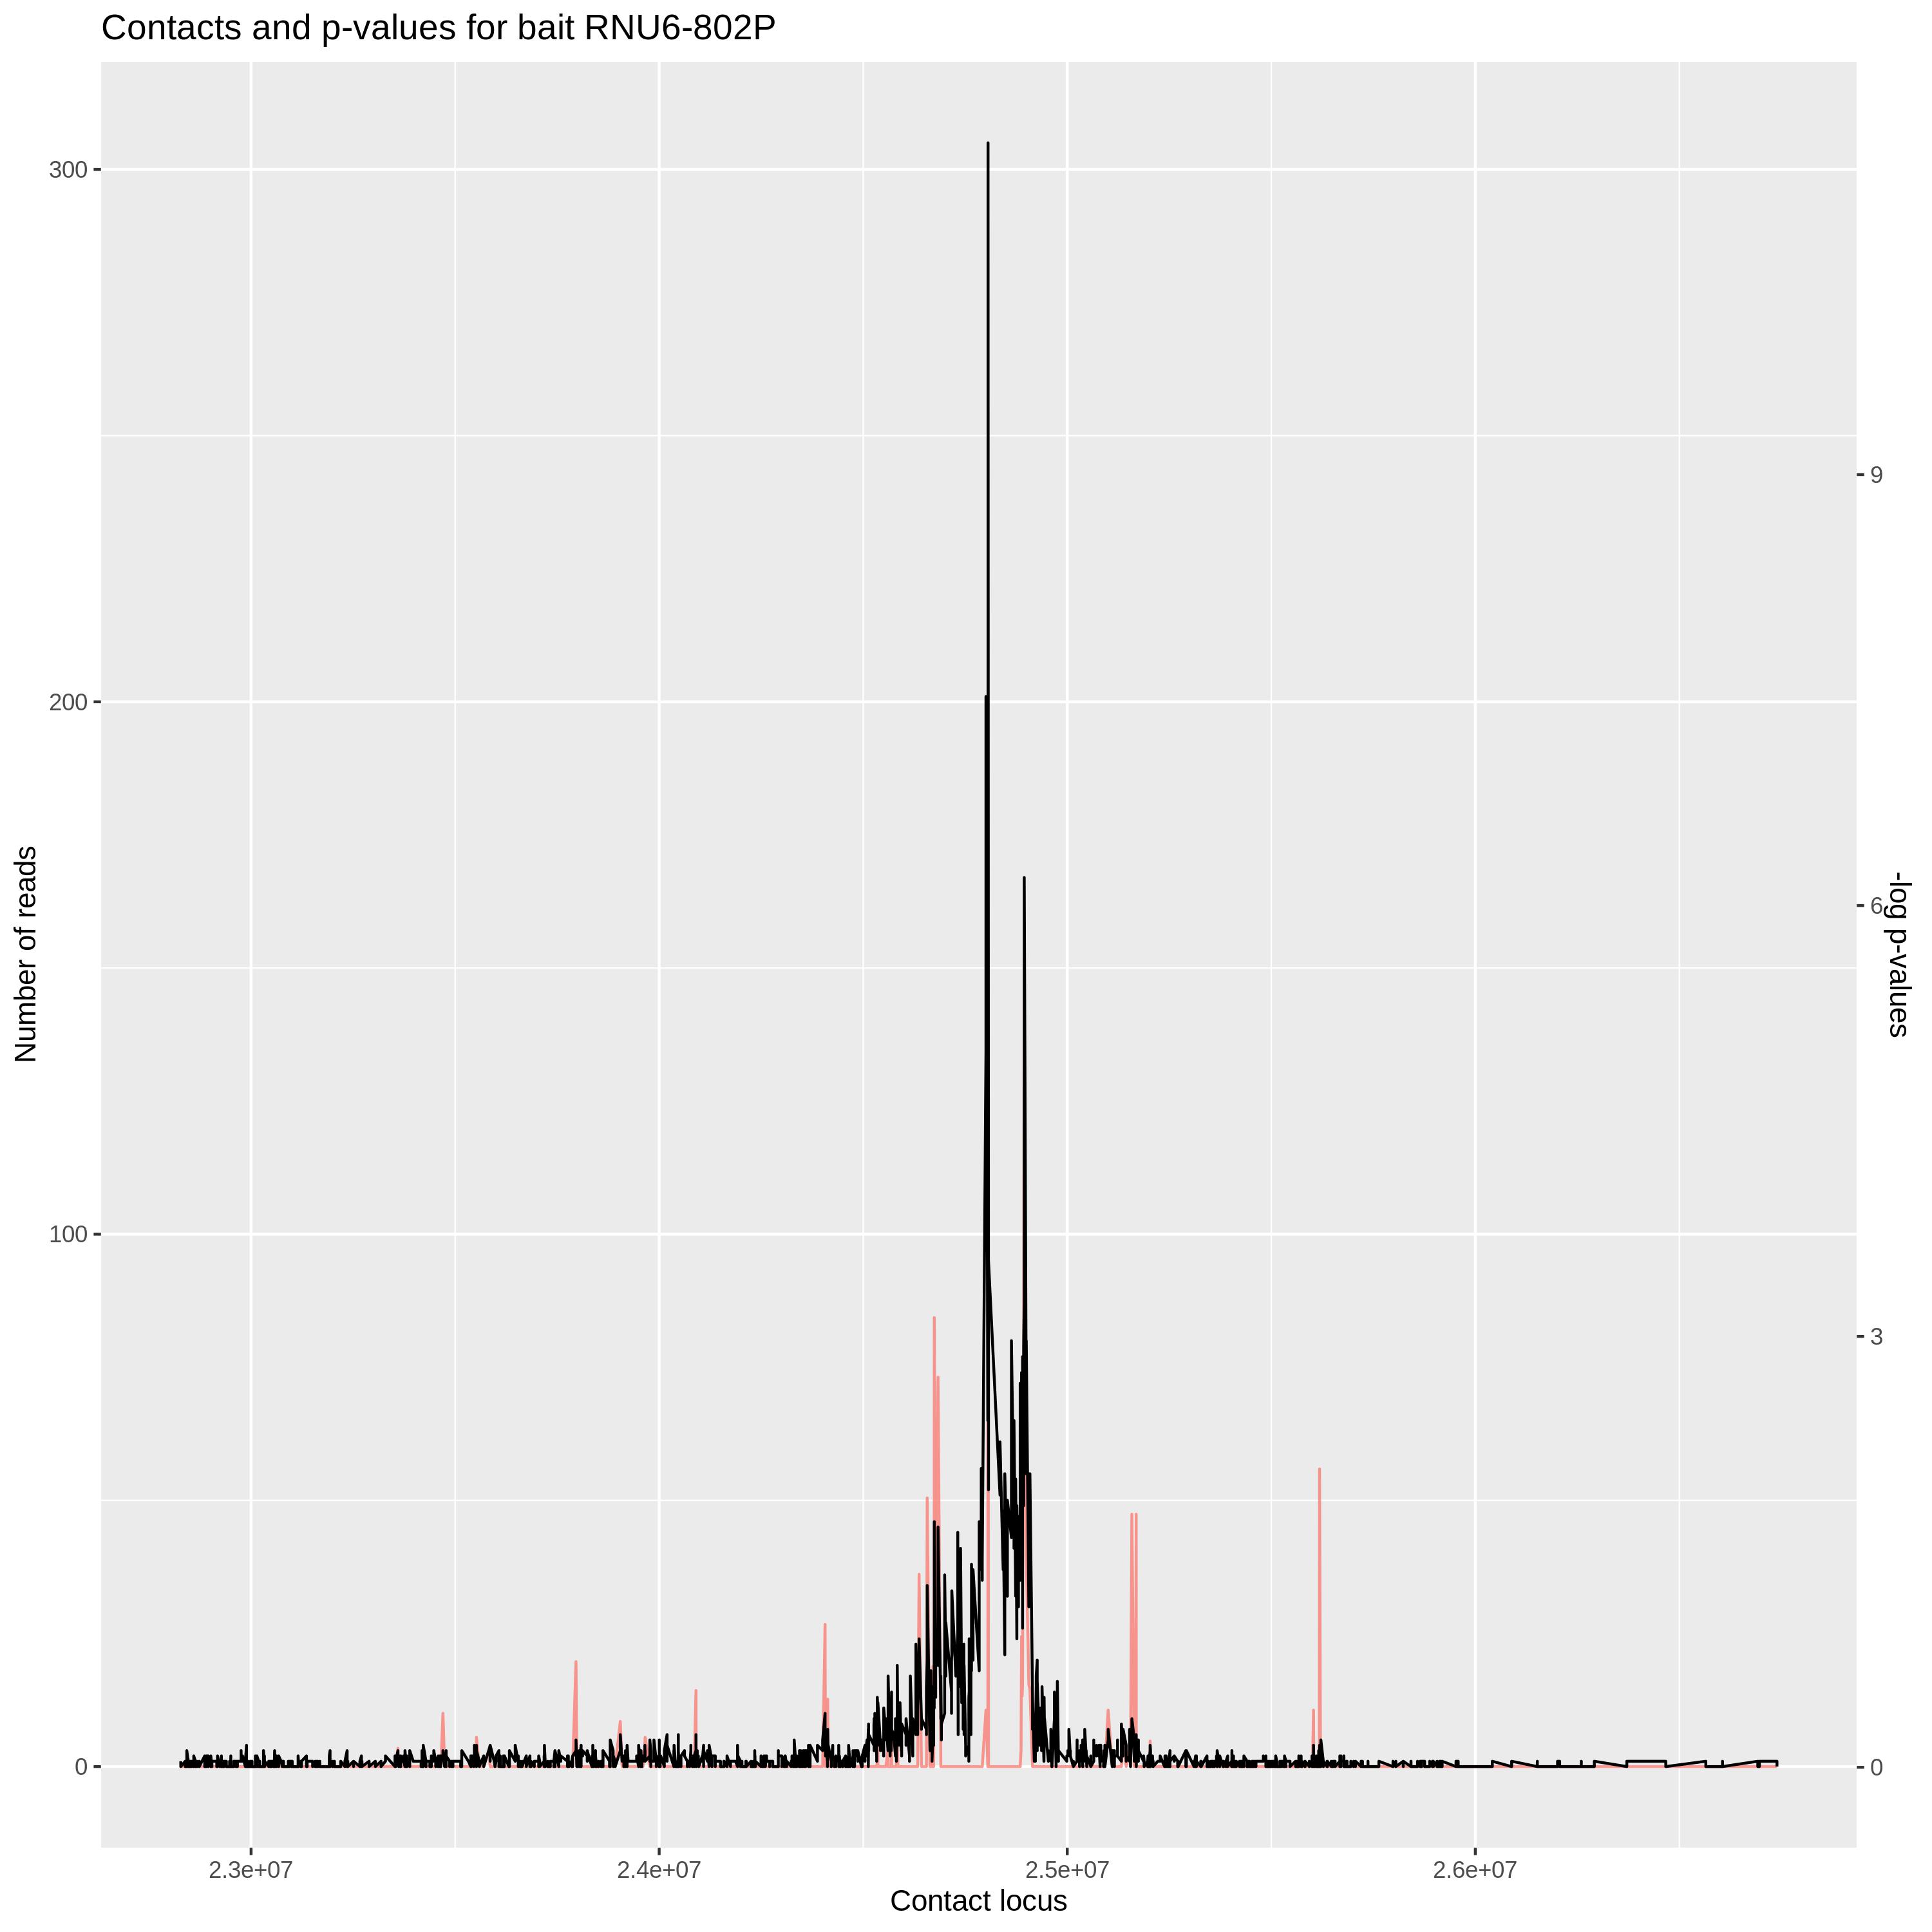 Contacts and p-values for bait RNU6-802P
300
200
100
0
Number of reads
9
6
3
0
-log p-values
2.3e+07
2.4e+07
2.5e+07
2.6e+07
Contact locus